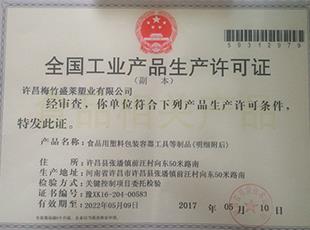 59312979
全国工业产品生产许可证
(副 本)
许昌梅竹盛莱塑业有限公司
经审查，你单位符合下列产品生产许可条件，
特发此证。
产品名称：食品用塑料包装容器工具等制品(明细附后)
住 所：许昌县张潘镇前汪村向东50米路南
生产地址：河南省许昌市许昌县张潘镇前汪村向东50米路南
检验方式：关键控制项目委托检验
证书编号：豫XK16-204-00583
有效期至：2022年05月09日
2017 年 05 月 10 日